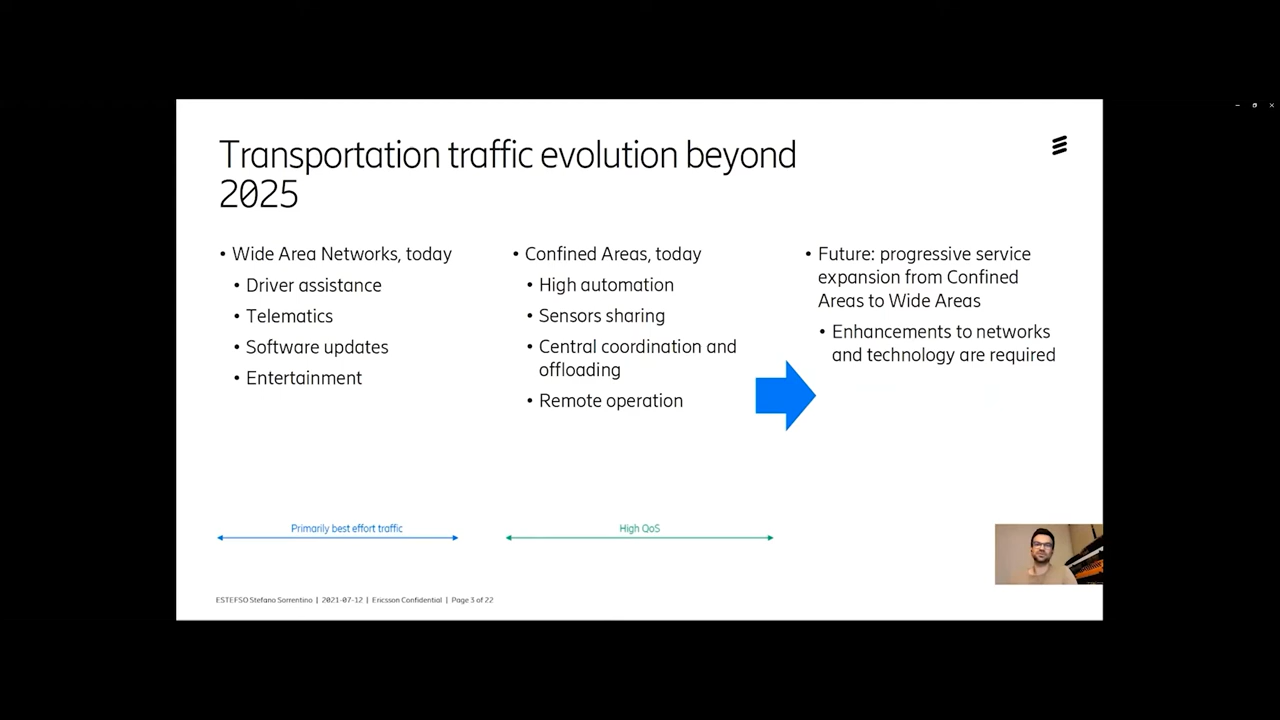 Transportation traffic evolution beyond
2025
• Wide Area Networks, today
• Driver assistance
• Telematics
• Software updates
• Entertainment
• Confined Areas, today
• High automation
• Sensors sharing
• Central coordination and
offloading
• Remote operation
• Future: progressive service
expansion from Confined
Areas to Wide Areas
• Enhancements to networks
and technology are required
Primarily best effort traffic
High QoS
ESTEFSO Stefano Sorrentino | 2021-07-12 | Ericsson Confidential | Page 3 of 22